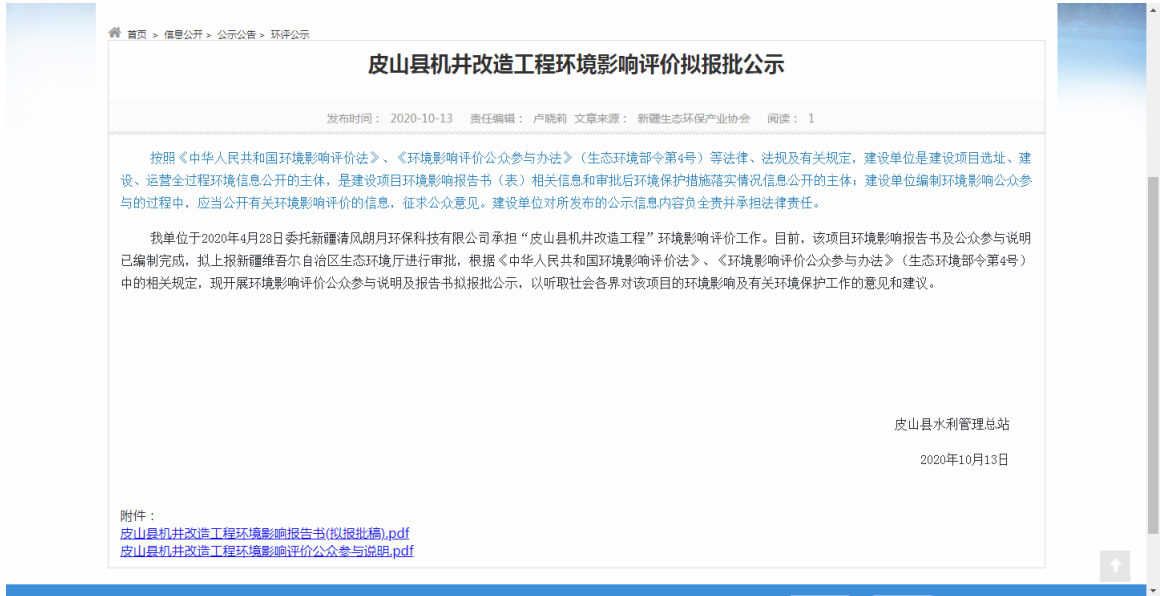 首页 > 信息公开 > 公示公告 > 环评公示
皮山县机井改造工程环境影响评价拟报批公示
发布时间： 2020-10-13 责任编辑： 卢晓莉 文章来源： 新疆生态环保产业协会 阅读： 1
按照《中华人民共和国环境影响评价法》、《环境影响评价公众参与办法》（生态环境部令第4号）等法律、法规及有关规定，建设单位是建设项目选址、建
设、运营全过程环境信息公开的主体，是建设项目环境影响报告书（表）相关信息和审批后环境保护措施落实情况信息公开的主体；建设单位编制环境影响公众参
与的过程中，应当公开有关环境影响评价的信息，征求公众意见。建设单位对所发布的公示信息内容负全责并承担法律责任。
我单位于2020年4月28日委托新疆清风朗月环保科技有限公司承担“皮山县机井改造工程”环境影响评价工作。目前，该项目环境影响报告书及公众参与说明
已编制完成，拟上报新疆维吾尔自治区生态环境厅进行审批，根据《中华人民共和国环境影响评价法》、《环境影响评价公众参与办法》（生态环境部令第4号）
中的相关规定，现开展环境影响评价公众参与说明及报告书拟报批公示，以听取社会各界对该项目的环境影响及有关环境保护工作的意见和建议。
皮山县水利管理总站
2020年10月13日
附件：
皮山县机井改造工程环境影响报告书(拟报批稿).pdf
皮山县机井改造工程环境影响评价公众参与说明.pdf